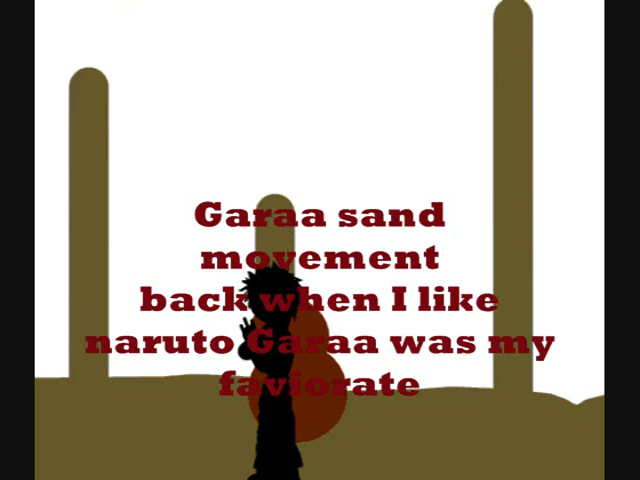 Garaa sand
movement
back when I like
naruto Garaa was my
faviorate